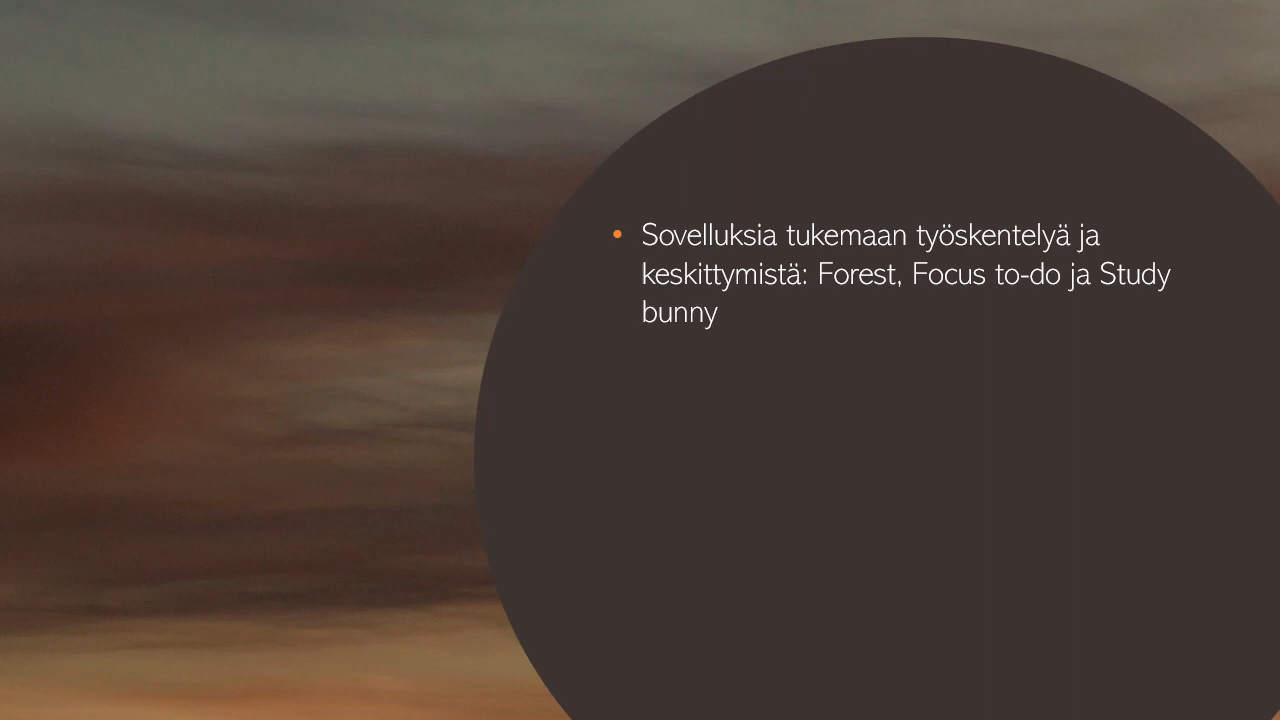 • Sovelluksia tukemaan työskentelyä ja
keskittymistä: Forest, Focus to-do ja Study
bunny